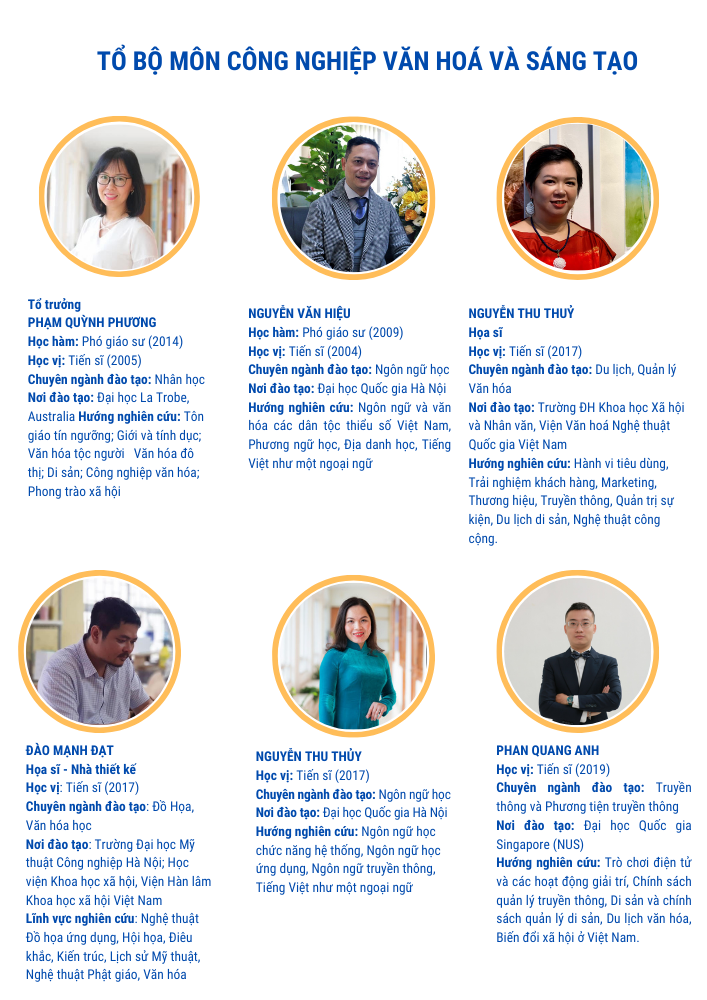 TỔ BỘ MÔN CÔNG NGHIỆP VĂN HOÁ VÀ SÁNG TẠO
Tổ trưởng
PHẠM QUỲNH PHƯƠNG
Học hàm: Phó giáo sư (2014)
Học vị: Tiến sĩ (2005)
Chuyên ngành đào tạo: Nhân học
Nơi đào tạo: Đại học La Trobe,
Australia Hướng nghiên cứu: Tôn
giáo tín ngưỡng; Giới và tính dục;
Văn hóa tộc người Văn hóa đô
thị; Di sản; Công nghiệp văn hóa;
Phong trào xã hội
NGUYỄN VĂN HIỆU
Học hàm: Phó giáo sư (2009)
Học vị: Tiến sĩ (2004)
Chuyên ngành đào tạo: Ngôn ngữ học
Nơi đào tạo: Đại học Quốc gia Hà Nội
Hướng nghiên cứu: Ngôn ngữ và văn
hóa các dân tộc thiểu số Việt Nam,
Phương ngữ học, Địa danh học, Tiếng
Việt như một ngoại ngữ
NGUYỄN THU THUỶ
Họa sĩ
Học vị: Tiến sĩ (2017)
Chuyên ngành đào tạo: Du lịch, Quản lý
Văn hóa
Nơi đào tạo: Trường ĐH Khoa học Xã hội
và Nhân văn, Viện Văn hoá Nghệ thuật
Quốc gia Việt Nam
Hướng nghiên cứu: Hành vi tiêu dùng,
Trải nghiệm khách hàng, Marketing,
Thương hiệu, Truyền thông, Quản trị sự
kiện, Du lịch di sản, Nghệ thuật công
cộng.
ĐÀO MẠNH ĐẠT
Họa sĩ - Nhà thiết kế
Học vị: Tiến sĩ (2017)
Chuyên ngành đào tạo: Đồ Họa,
Văn hóa học
Nơi đào tạo: Trường Đại học Mỹ
thuật Công nghiệp Hà Nội; Học
viện Khoa học xã hội, Viện Hàn lâm
Khoa học xã hội Việt Nam
Lĩnh vực nghiên cứu: Nghệ thuật
Đồ họa ứng dụng, Hội họa, Điêu
khắc, Kiến trúc, Lịch sử Mỹ thuật,
Nghệ thuật Phật giáo, Văn hóa
NGUYỄN THU THỦY
Học vị: Tiến sĩ (2017)
Chuyên ngành đào tạo: Ngôn ngữ học
Nơi đào tạo: Đại học Quốc gia Hà Nội
Hướng nghiên cứu: Ngôn ngữ học
chức năng hệ thống, Ngôn ngữ học
ứng dụng, Ngôn ngữ truyền thông,
Tiếng Việt như một ngoại ngữ
PHAN QUANG ANH
Học vị: Tiến sĩ (2019)
Chuyên ngành đào tạo: Truyền
thông và Phương tiện truyền thông
Nơi đào tạo: Đại học Quốc gia
Singapore (NUS)
Hướng nghiên cứu: Trò chơi điện tử
và các hoạt động giải trí, Chính sách
quản lý truyền thông, Di sản và chính
sách quản lý di sản, Du lịch văn hóa,
Biến đổi xã hội ở Việt Nam.